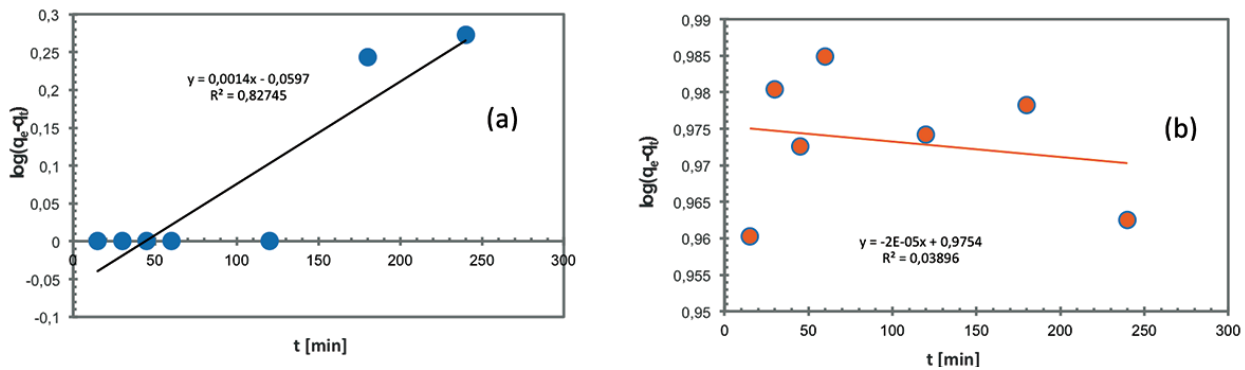 0,3
0,25
0,2
0,15
0,1
0,05
0
-0,05
-0,1
log(qe-qt)
y = 0,0014x - 0,0597
R² = 0,82745
(a)
0 50 100 150 200 250 300
t [min]
0,99
0,985
0,98
0,975
0,97
0,965
0,96
0,955
0,95
log(qe-qt)
(b)
y = -2E-05x + 0,9754
R² = 0,03896
0 50 100 150 200 250 300
t [min]